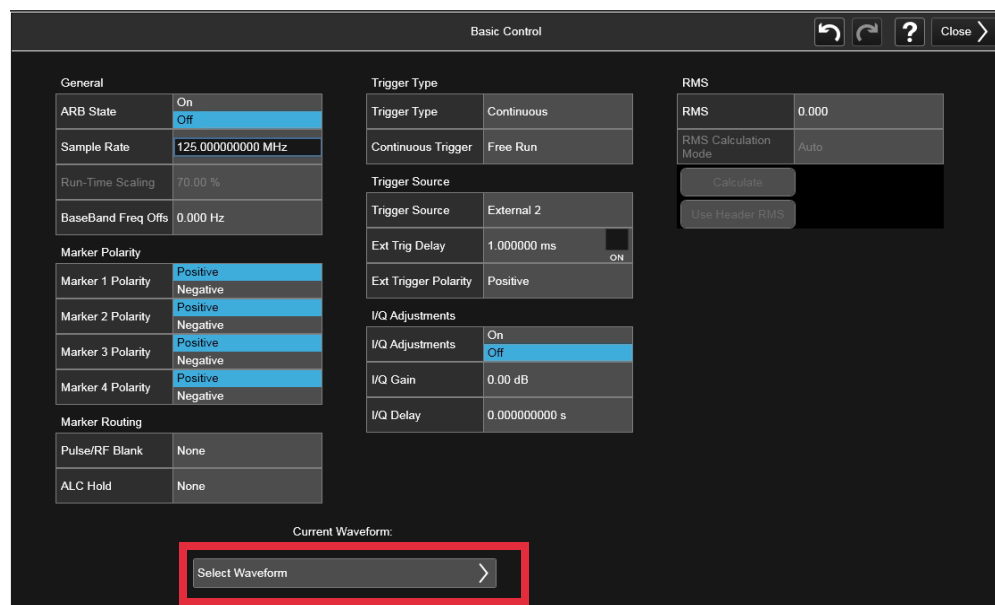 Basic Control
?
Close
General
ARB State
On
Off
Sample Rate
125.000000000 MHz
Run-Time Scaling
70.00 %
BaseBand Freq Offs
0.000 Hz
Marker Polarity
Marker 1 Polarity
Positive
Negative
Marker 2 Polarity
Positive
Negative
Marker 3 Polarity
Positive
Negative
Marker 4 Polarity
Positive
Negative
Marker Routing
Pulse/RF Blank
None
ALC Hold
None
Trigger Type
Trigger Type
Continuous
Continuous Trigger
Free Run
Trigger Source
Trigger Source
External 2
Ext Trig Delay
1.000000 ms
ON
Ext Trigger Polarity
Positive
I/Q Adjustments
I/Q Adjustments
On
Off
I/Q Gain
0.00 dB
I/Q Delay
0.000000000 s
RMS
RMS
0.000
RMS Calculation
Mode
Auto
Calculate
Use Header RMS
Current Waveform:
Select Waveform